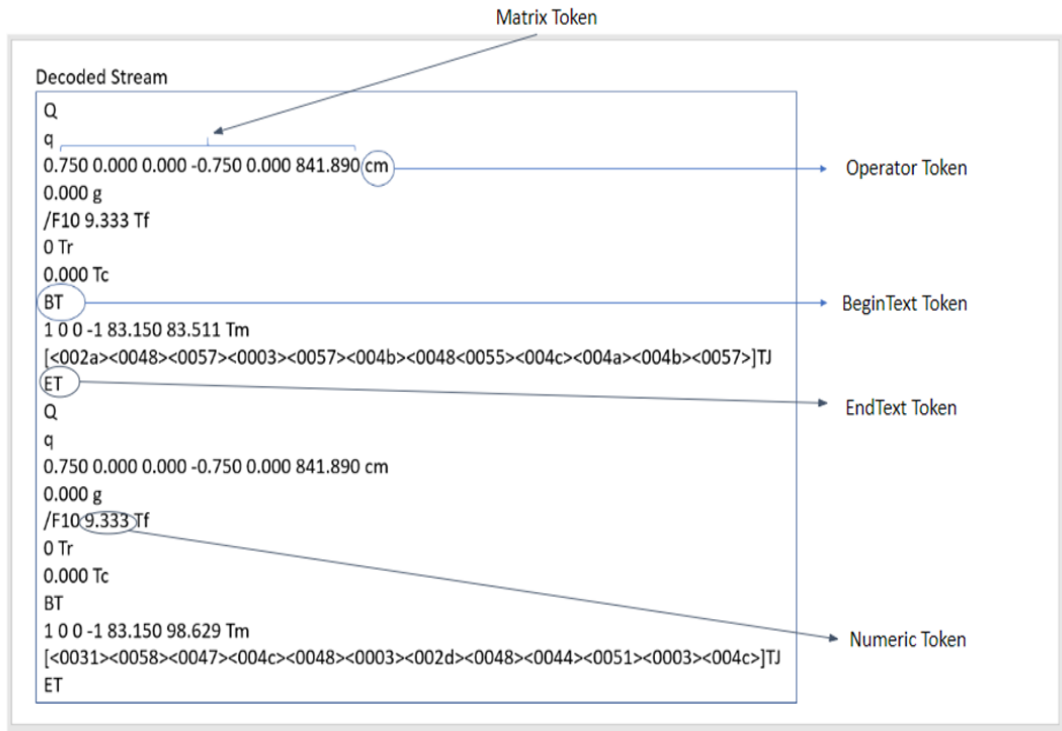 Matrix Token
Decoded Stream
Q
q
0.750 0.000 0.000 -0.750 0.000 841.890 cm
Operator Token
0.000 g
/F10 9.333 Tf
0 Tr
0.000 Tc
BT
BeginText Token
1 0 0 -1 83.150 83.511 Tm
[<002a><0048><0057><0003><0057><004b><0048<0055><004c><004a><004b><0057>]TJ
ET
EndText Token
Q
q
0.750 0.000 0.000 -0.750 0.000 841.890 cm
0.000 g
/F10 9.333 Tf
0 Tr
0.000 Tc
BT
1 0 0 -1 83.150 98.629 Tm
Numeric Token
[<0031><0058><0047><004c><0048><0003><002d><0048><0044><0051><0003><004c>]TJ
ET